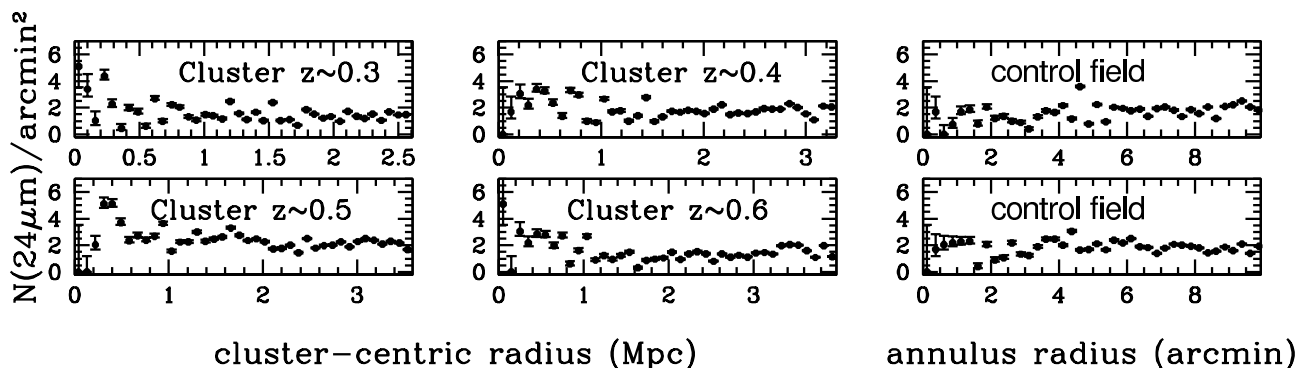 N(24μm)/arcmin²
Cluster z~0.3
Cluster z~0.4
control field
6
4
2
0
0 0.5 1 1.5 2 2.5
6
4
2
0
0 1 2 3
6
4
2
0
0 2 4 6 8
Cluster z~0.5
Cluster z~0.6
control field
6
4
2
0
0 1 2 3
6
4
2
0
0 1 2 3
6
4
2
0
0 2 4 6 8
cluster-centric radius (Mpc)
annulus radius (arcmin)